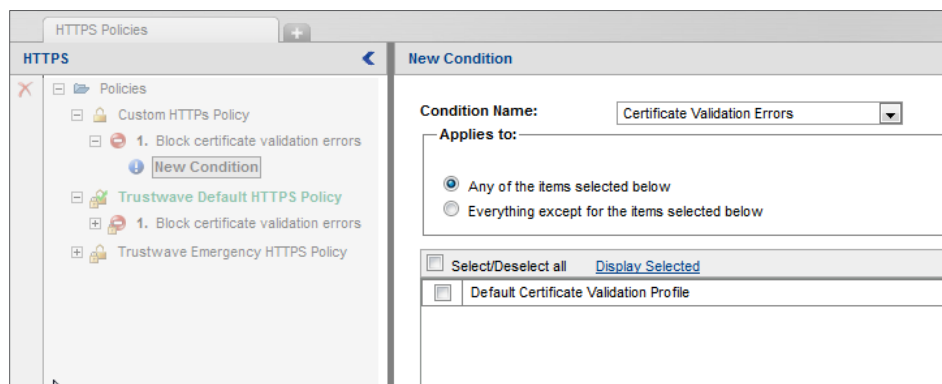 HTTPS Policies
HTTPS
New Condition
Policies
Custom HTTPs Policy
1. Block certificate validation errors
New Condition
Trustwave Default HTTPS Policy
1. Block certificate validation errors
Trustwave Emergency HTTPS Policy
Condition Name:
Certificate Validation Errors
Applies to:
Any of the items selected below
Everything except for the items selected below
Select/Deselect all Display Selected
Default Certificate Validation Profile